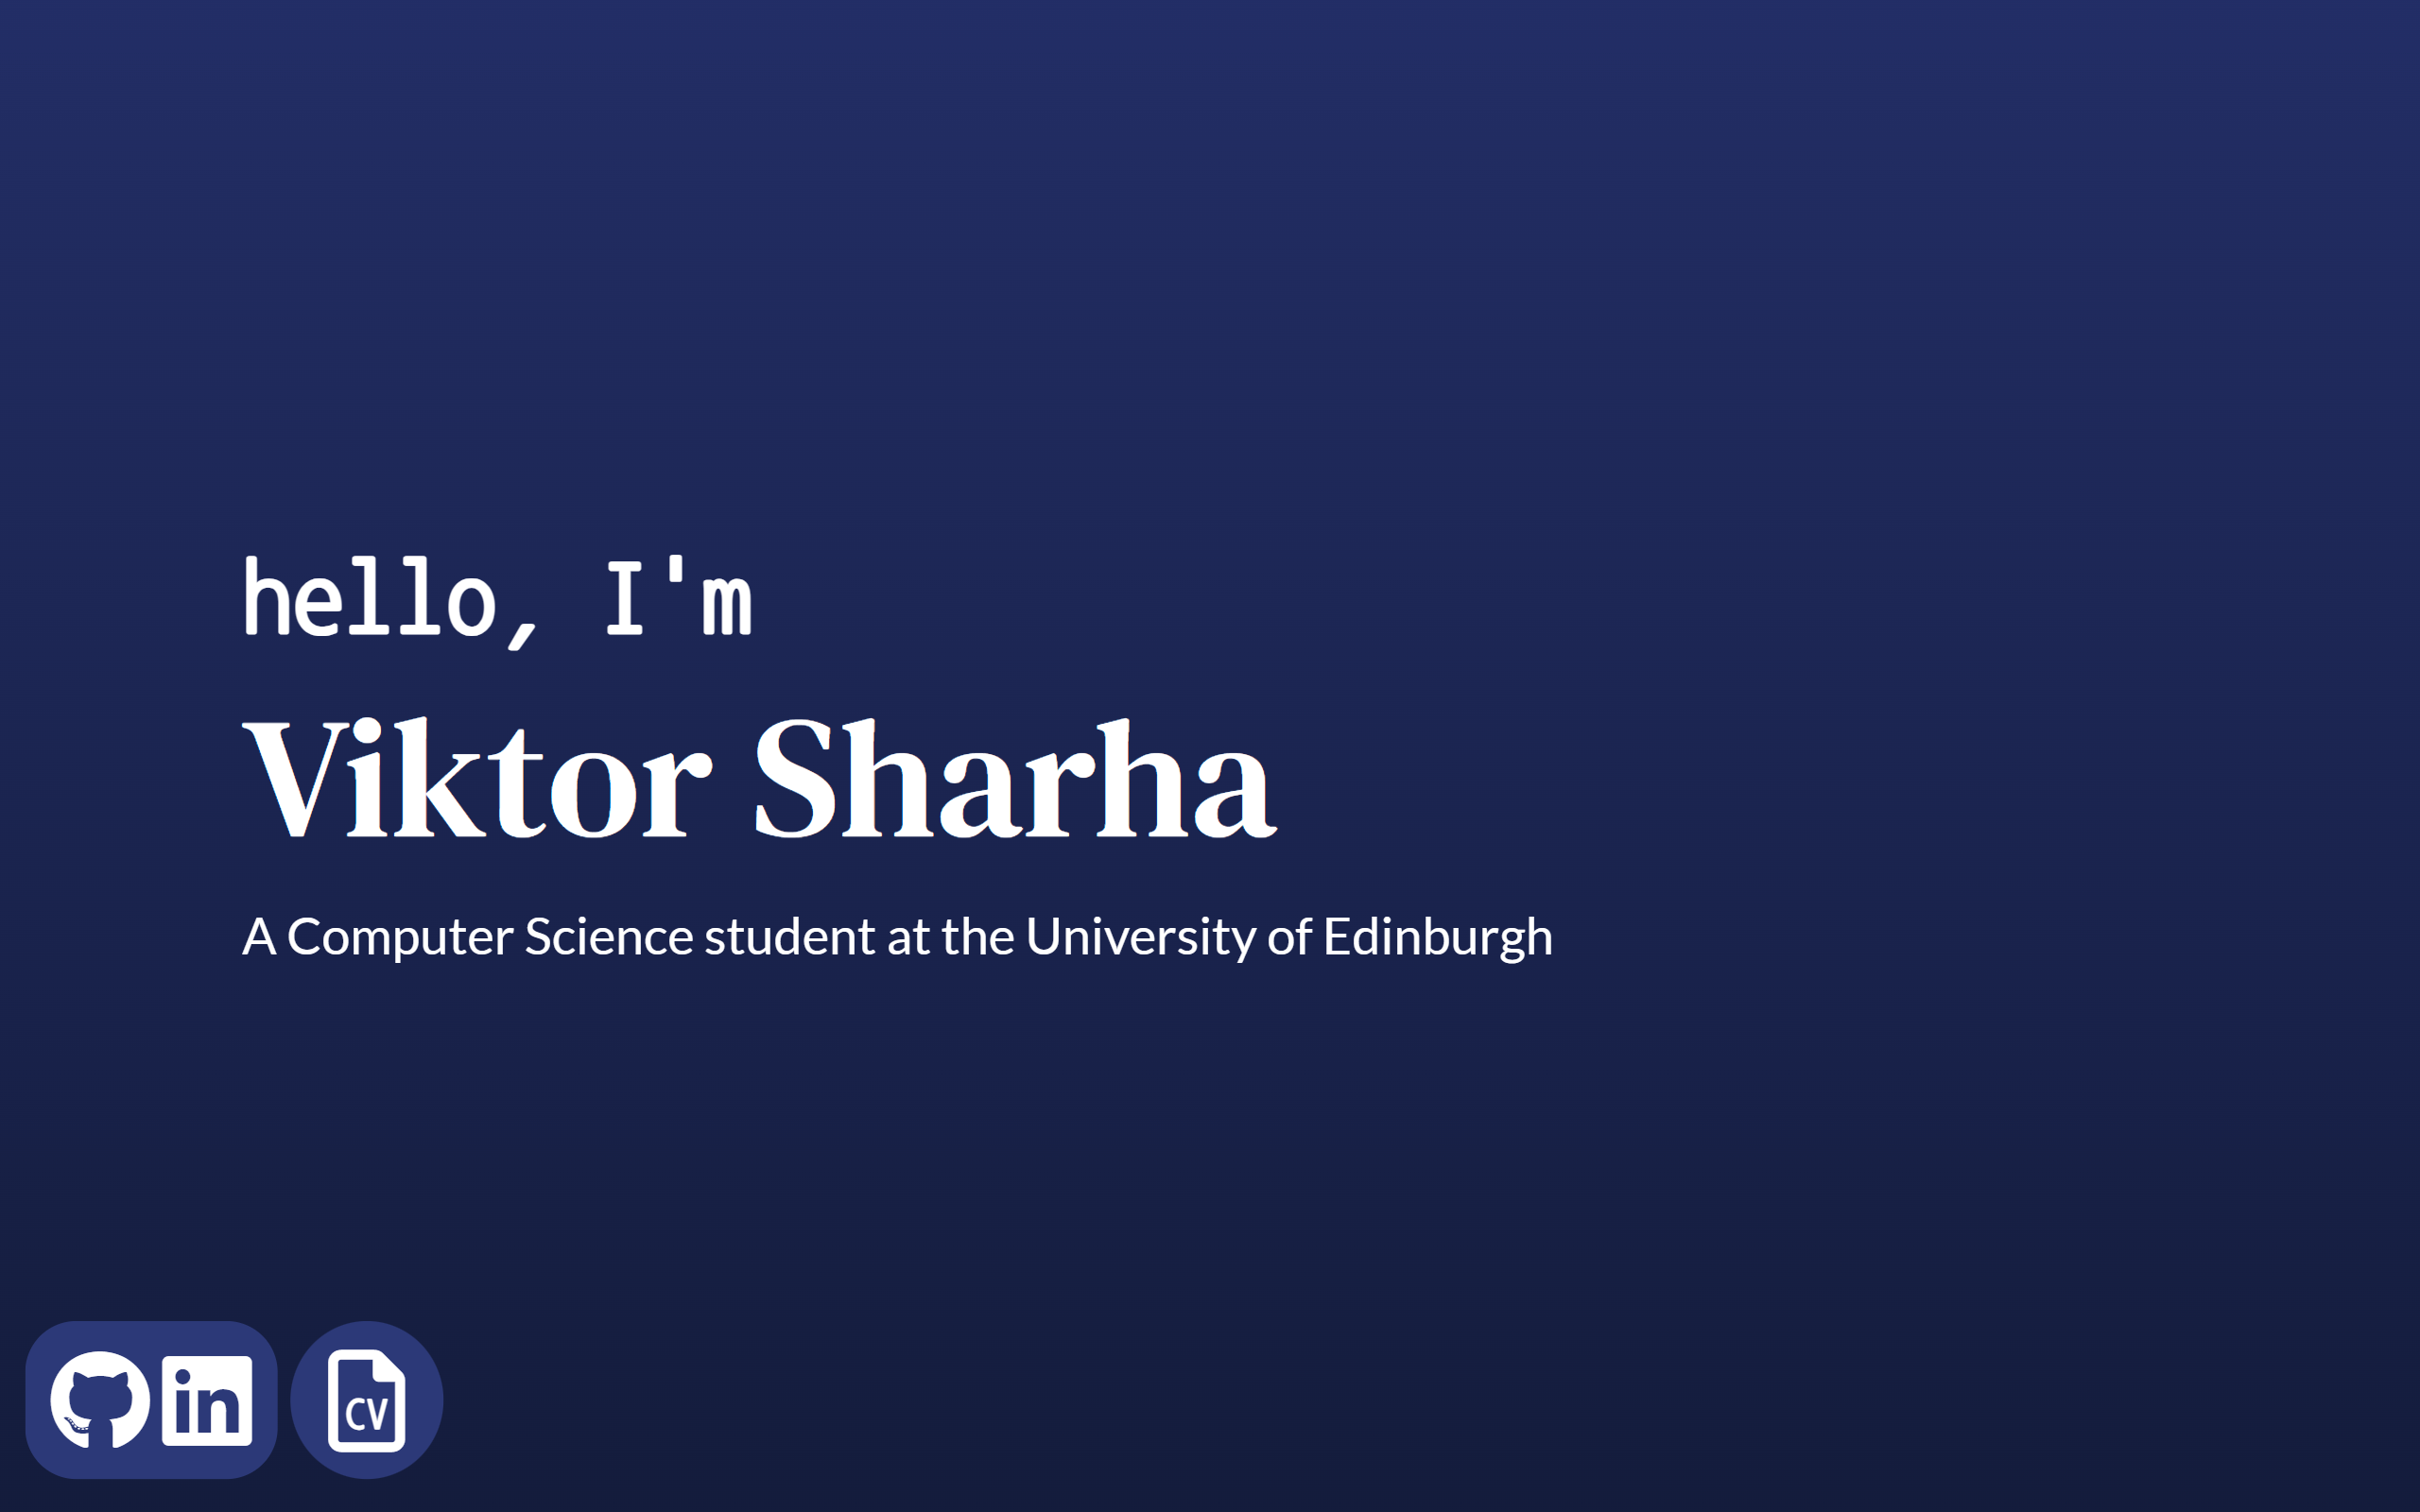 hello, I'm
Viktor Sharha
A Computer Science student at the University of Edinburgh
in
CV